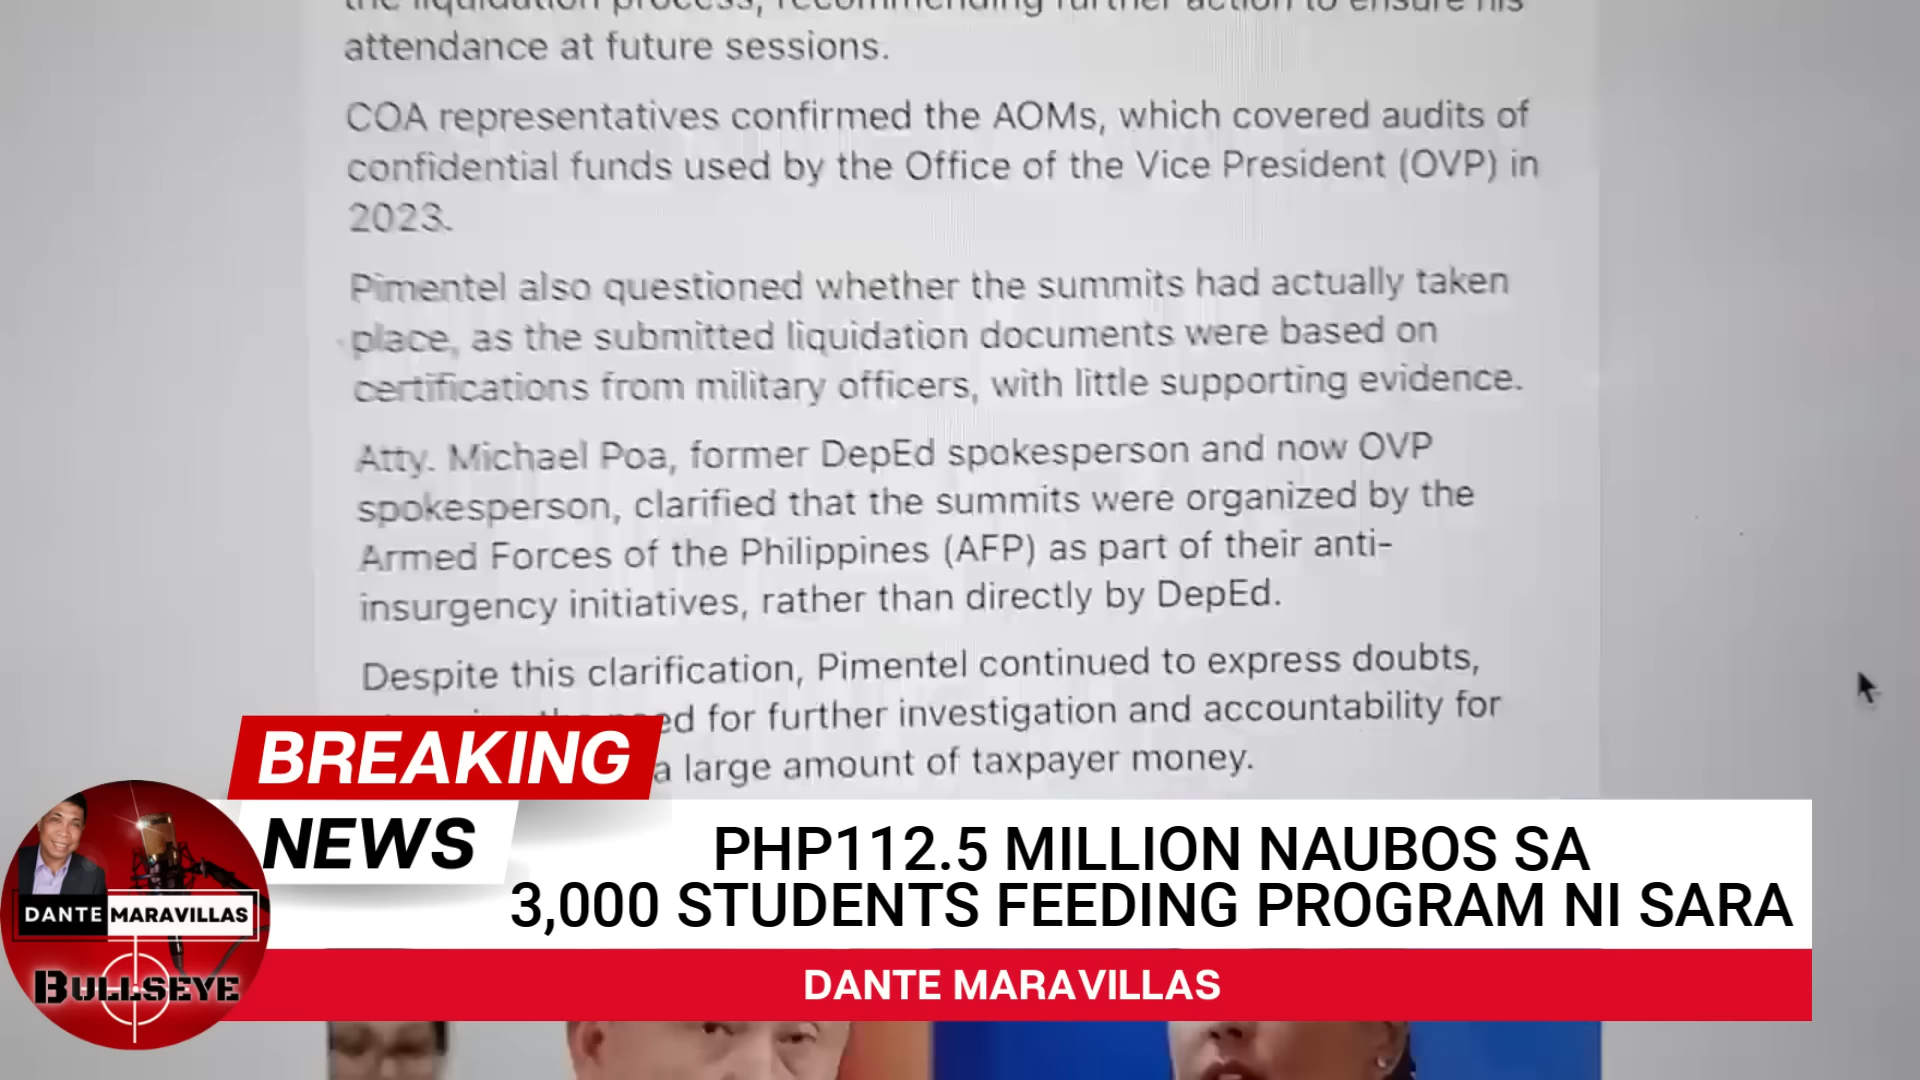 attendance at future sessions.
COA representatives confirmed the AOMs, which covered audits of
confidential funds used by the Office of the Vice President (OVP) in
2023.
Pimentel also questioned whether the summits had actually taken
place, as the submitted liquidation documents were based on
certifications from military officers, with little supporting evidence.
Atty. Michael Poa, former DepEd spokesperson and now OVP
spokesperson, clarified that the summits were organized by the
Armed Forces of the Philippines (AFP) as part of their anti-
insurgency initiatives, rather than directly by DepEd.
Despite this clarification, Pimentel continued to express doubts,
for further investigation and accountability for
a large amount of taxpayer money.
BREAKING
NEWS
PHP112.5 MILLION NAUBOS SA
3,000 STUDENTS FEEDING PROGRAM NI SARA
DANTE MARAVILLAS
DANTE MARAVILLAS
BULLSEYE